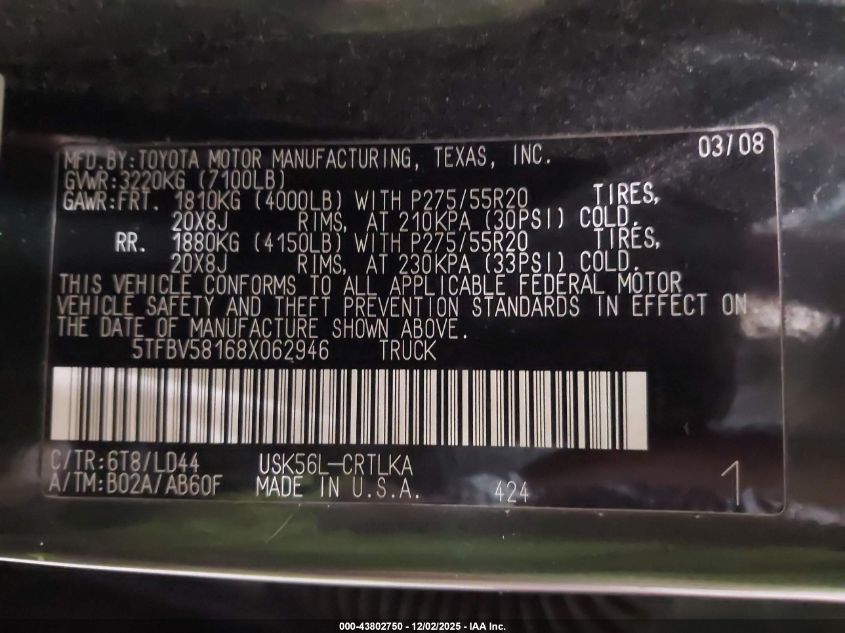 MFD.BY:TOYOTA MOTOR MANUFACTURING, TEXAS, INC. 03/08
GVWR:3220KG (7100LB)
GAWR:FRT. 1810KG (4000LB) WITH P275/55R20 TIRES,
20X8J RIMS, AT 210KPA (30PSI) COLD.
RR. 1880KG (4150LB) WITH P275/55R20 TIRES,
20X8J RIMS, AT 230KPA (33PSI) COLD.
THIS VEHICLE CONFORMS TO ALL APPLICABLE FEDERAL MOTOR
VEHICLE SAFETY AND THEFT PREVENTION STANDARDS IN EFFECT ON
THE DATE OF MANUFACTURE SHOWN ABOVE.
5TFBV58168X062946 TRUCK
C/TR:6T8/LD44 USK56L-CRTLKA
A/TM:B02A/AB60F MADE IN U.S.A. 424 1
000-43802750 - 12/02/2025 - IAA Inc.